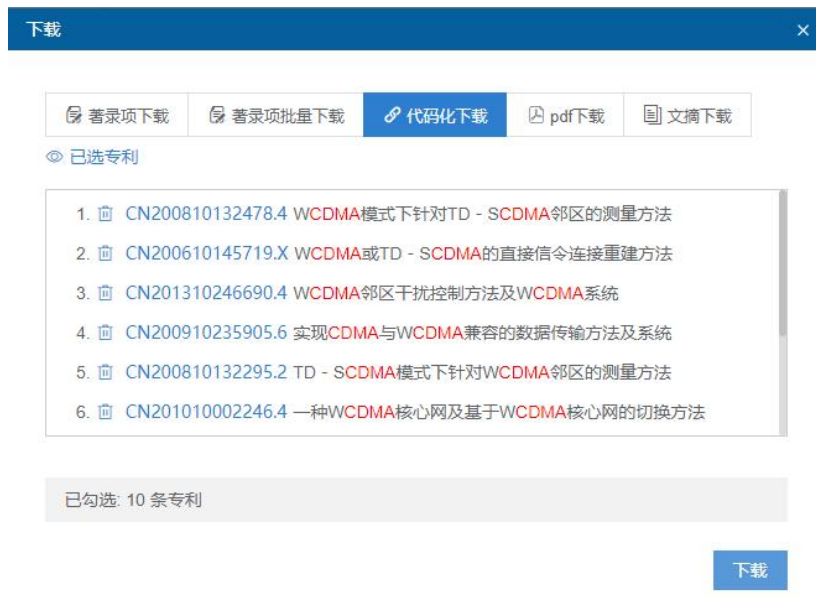 下载
著录项下载 著录项批量下载 代码化下载 pdf下载 文摘下载
已选专利
1. CN200810132478.4 WCDMA模式下针对TD - SCDMA邻区的测量方法
2. CN200610145719.X WCDMA或TD - SCDMA的直接信令连接重建方法
3. CN201310246690.4 WCDMA邻区干扰控制方法及WCDMA系统
4. CN200910235905.6 实现CDMA与WCDMA兼容的数据传输方法及系统
5. CN200810132295.2 TD - SCDMA模式下针对WCDMA邻区的测量方法
6. CN201010002246.4 一种WCDMA核心网及基于WCDMA核心网的切换方法
已勾选: 10 条专利
下载